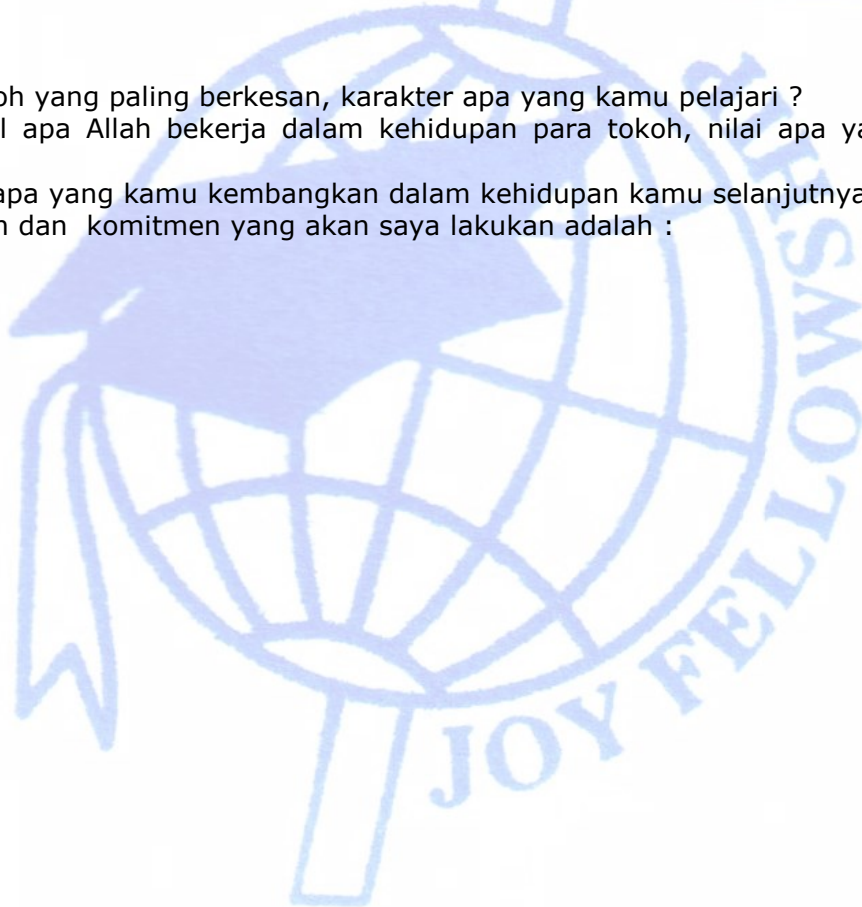 oh yang paling berkesan, karakter apa yang kamu pelajari ?
l apa Allah bekerja dalam kehidupan para tokoh, nilai apa ya
apa yang kamu kembangkan dalam kehidupan kamu selanjutnya
n dan komitmen yang akan saya lakukan adalah :
JOY FELLOWSHIP